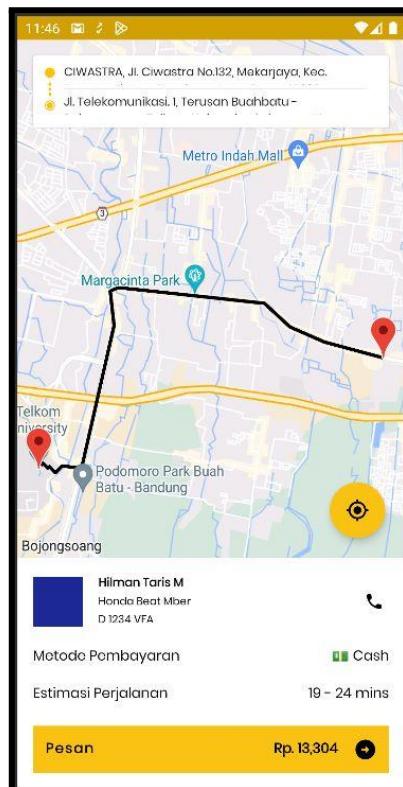 11:46
CIWASTRA, Jl. Ciwastra No.132, Mekarjaya, Kec.
Jl. Telekomunikasi. 1, Terusan Buahbatu -
Metro Indah Mall
3
Margacinta Park
Telkom
University
Podomoro Park Buah
Batu - Bandung
Bojongsoang
Hilman Taris M
Honda Beat Mber
D 1234 VFA
Metode Pembayaran
Cash
Estimasi Perjalanan
19 - 24 mins
Pesan
Rp. 13,304